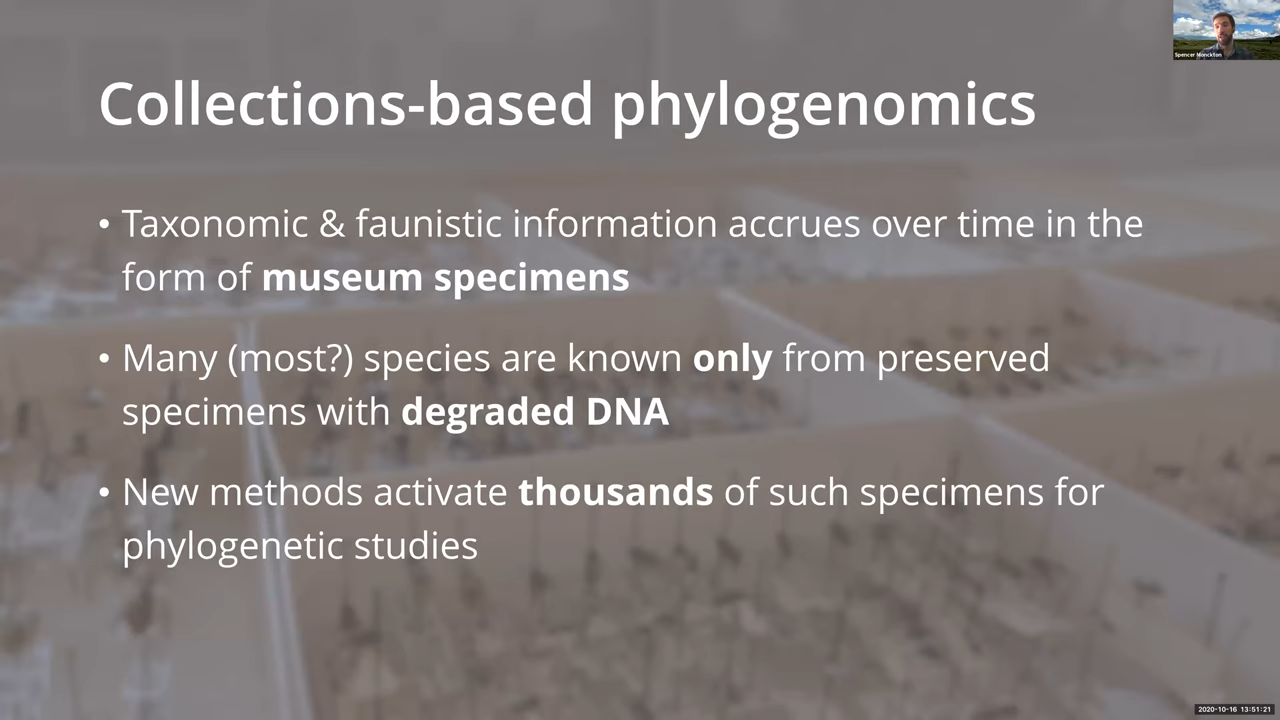 Spencer Monckton
Collections-based phylogenomics
• Taxonomic & faunistic information accrues over time in the
form of museum specimens
• Many (most?) species are known only from preserved
specimens with degraded DNA
• New methods activate thousands of such specimens for
phylogenetic studies
2020-10-16 13:51:21